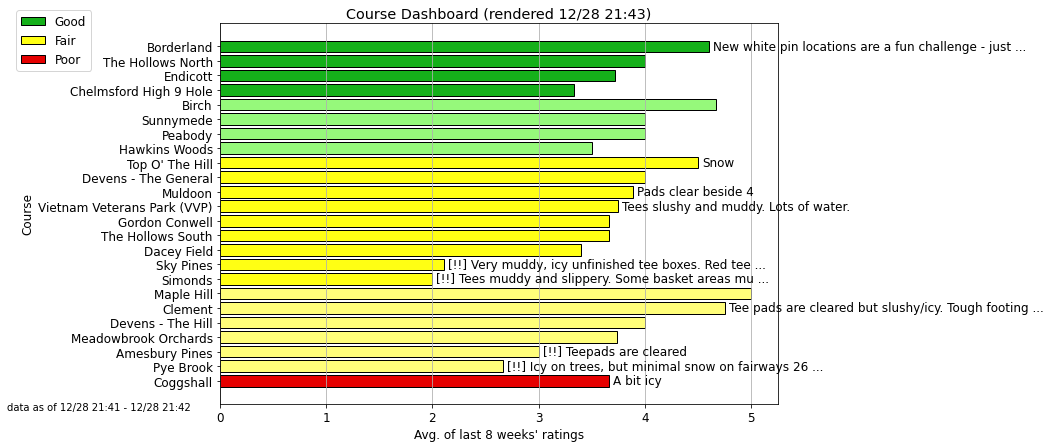 Course Dashboard (rendered 12/28 21:43)
Good
Fair
Poor
Course
Borderland New white pin locations are a fun challenge - just ...
The Hollows North
Endicott
Chelmsford High 9 Hole
Birch
Sunnymede
Peabody
Hawkins Woods
Top O' The Hill Snow
Devens - The General
Muldoon Pads clear beside 4
Vietnam Veterans Park (VVP) Tees slushy and muddy. Lots of water.
Gordon Conwell
The Hollows South
Dacey Field
Sky Pines [!!] Very muddy, icy unfinished tee boxes. Red tee ...
Simonds [!!] Tees muddy and slippery. Some basket areas mu ...
Maple Hill
Clement Tee pads are cleared but slushy/icy. Tough footing ...
Devens - The Hill
Meadowbrook Orchards
Amesbury Pines [!!] Teepads are cleared
Pye Brook [!!] Icy on trees, but minimal snow on fairways 26 ...
Coggshall A bit icy
data as of 12/28 21:41 - 12/28 21:42
0 1 2 3 4 5
Avg. of last 8 weeks' ratings